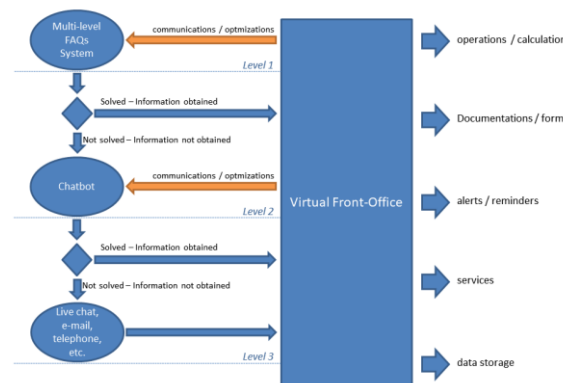 Multi-level
FAQs
System
communications / optmizations
Level 1
operations / calculation
Solved – Information obtained
Documentations / form
Not solved – Information not obtained
Chatbot
communications / optmizations
Level 2
Virtual Front-Office
alerts / reminders
Solved – Information obtained
services
Not solved – Information not obtained
Live chat,
e-mail,
telephone,
etc.
Level 3
data storage